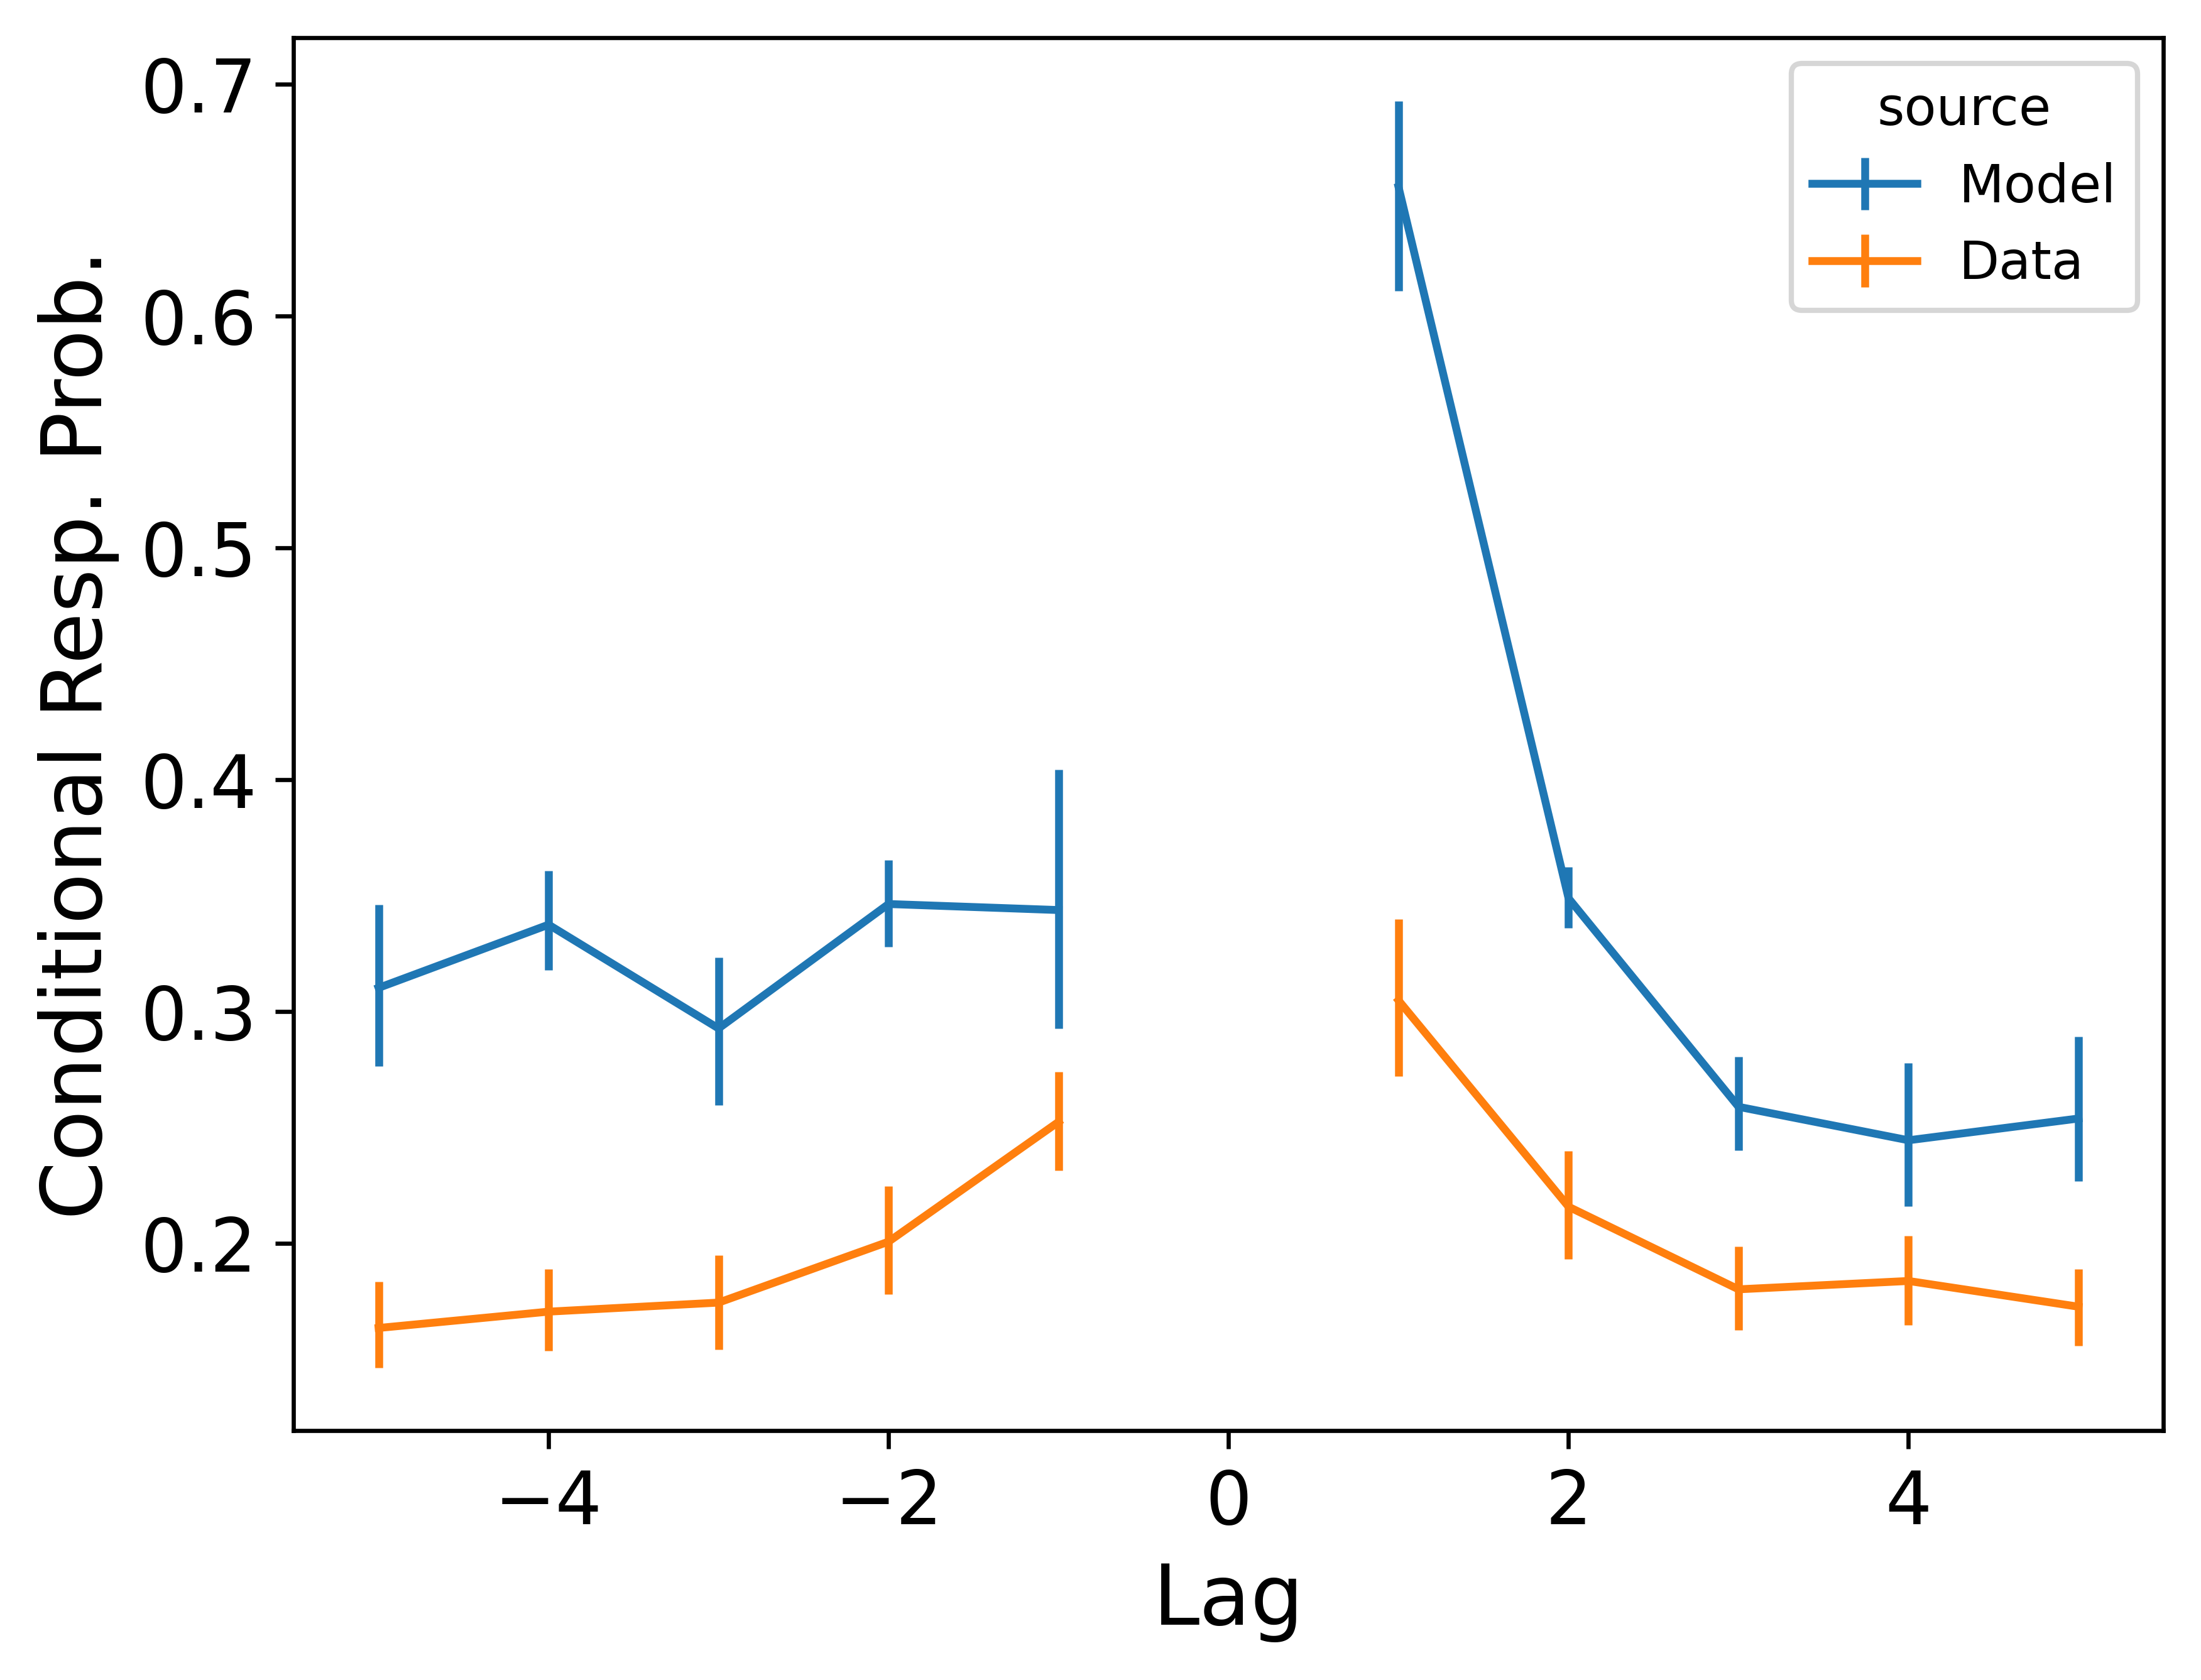 Conditional Resp. Prob.
0.7
0.6
0.5
0.4
0.3
0.2
source
Model
Data
−4
−2
0
2
4
Lag